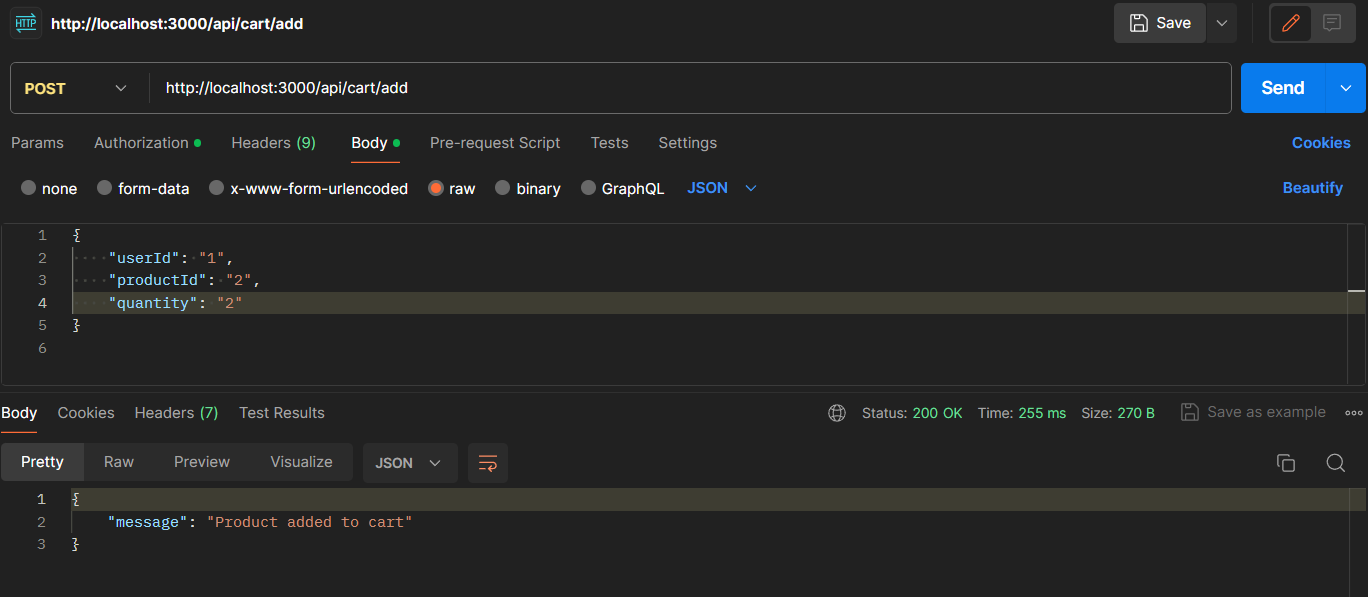 HTTP http://localhost:3000/api/cart/add Save
POST http://localhost:3000/api/cart/add Send
Params Authorization Headers (9) Body Pre-request Script Tests Settings Cookies
none form-data x-www-form-urlencoded raw binary GraphQL JSON Beautify
1 {
2 "userId": "1",
3 "productId": "2",
4 "quantity": "2"
5 }
6
Body Cookies Headers (7) Test Results Status: 200 OK Time: 255 ms Size: 270 B Save as example
Pretty Raw Preview Visualize JSON
1 {
2 "message": "Product added to cart"
3 }